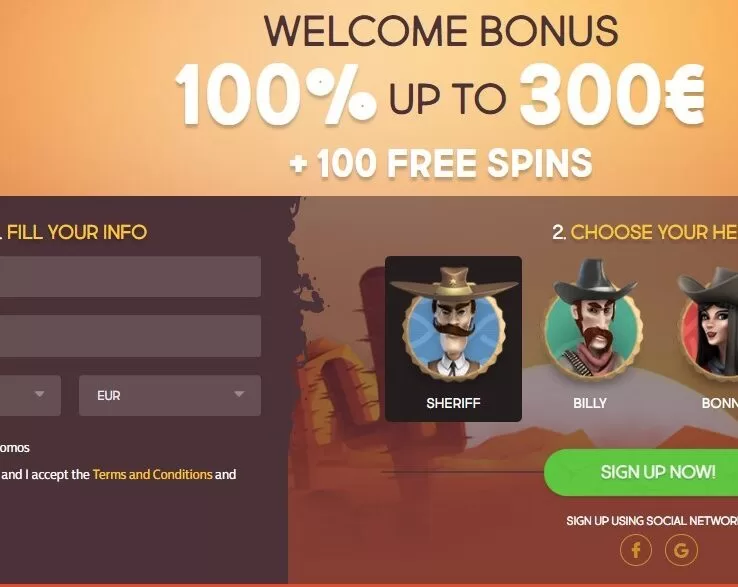 WELCOME BONUS
100% UP TO 300€
+ 100 FREE SPINS
. FILL YOUR INFO
EUR
omos
and I accept the Terms and Conditions and
2. CHOOSE YOUR HE
SHERIFF
BILLY
BONN
SIGN UP NOW!
SIGN UP USING SOCIAL NETWOR
f
G